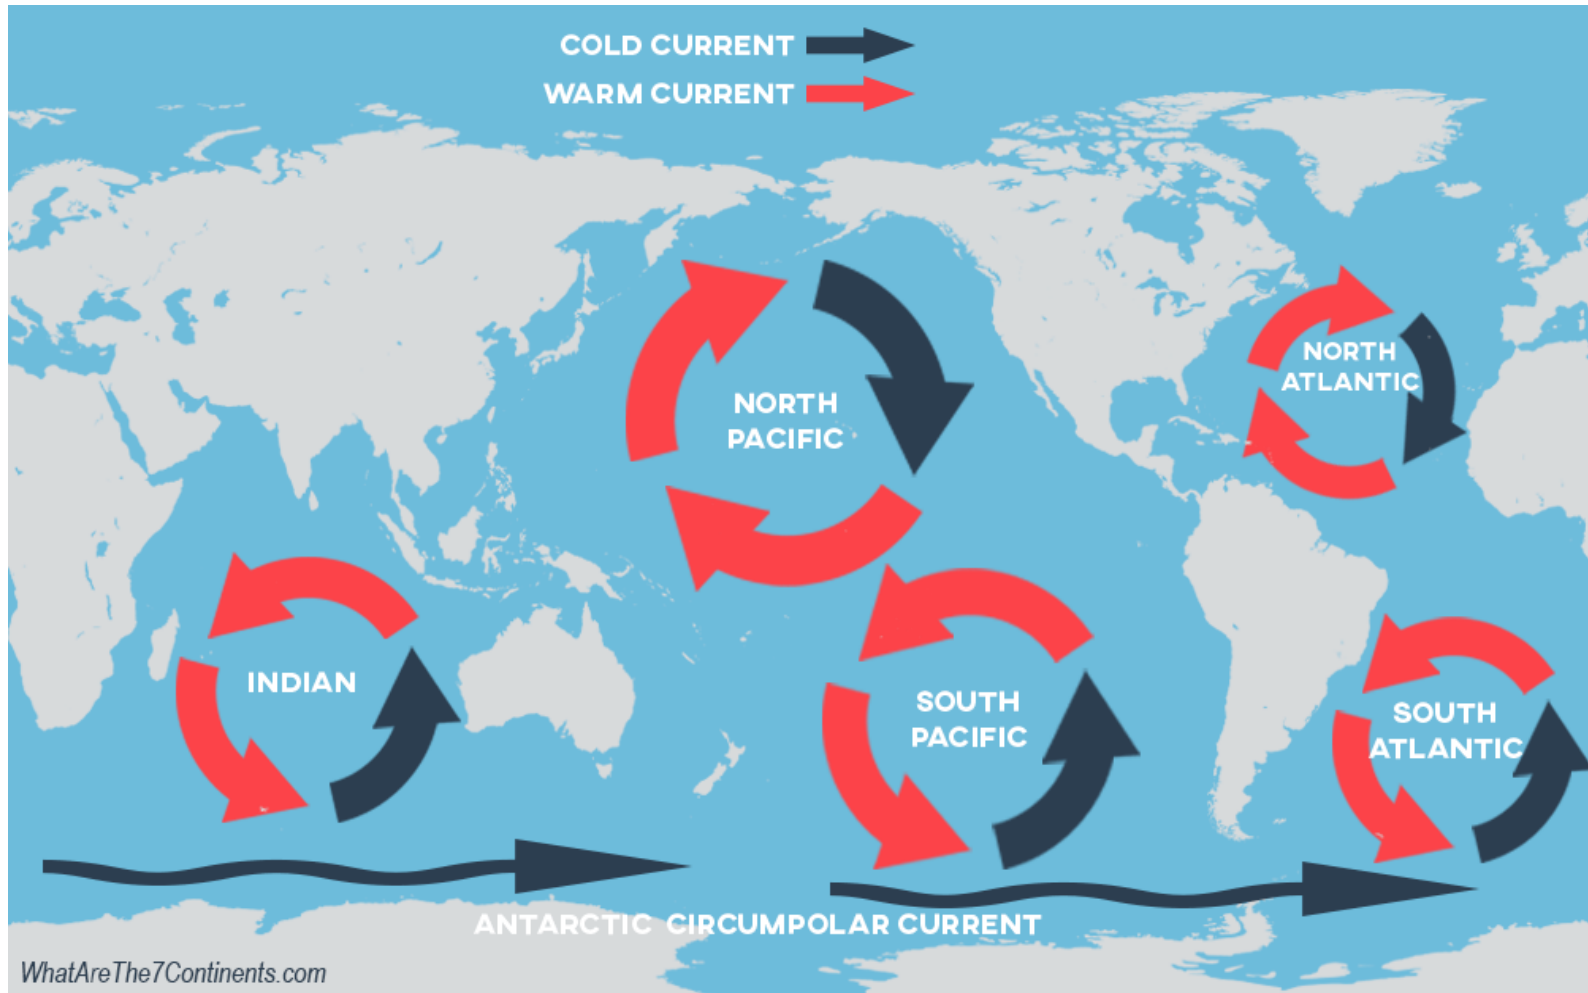 COLD CURRENT
WARM CURRENT
NORTH
ATLANTIC
NORTH
PACIFIC
INDIAN
SOUTH
PACIFIC
SOUTH
ATLANTIC
ANTARCTIC CIRCUMPOLAR CURRENT
WhatAreThe7Continents.com